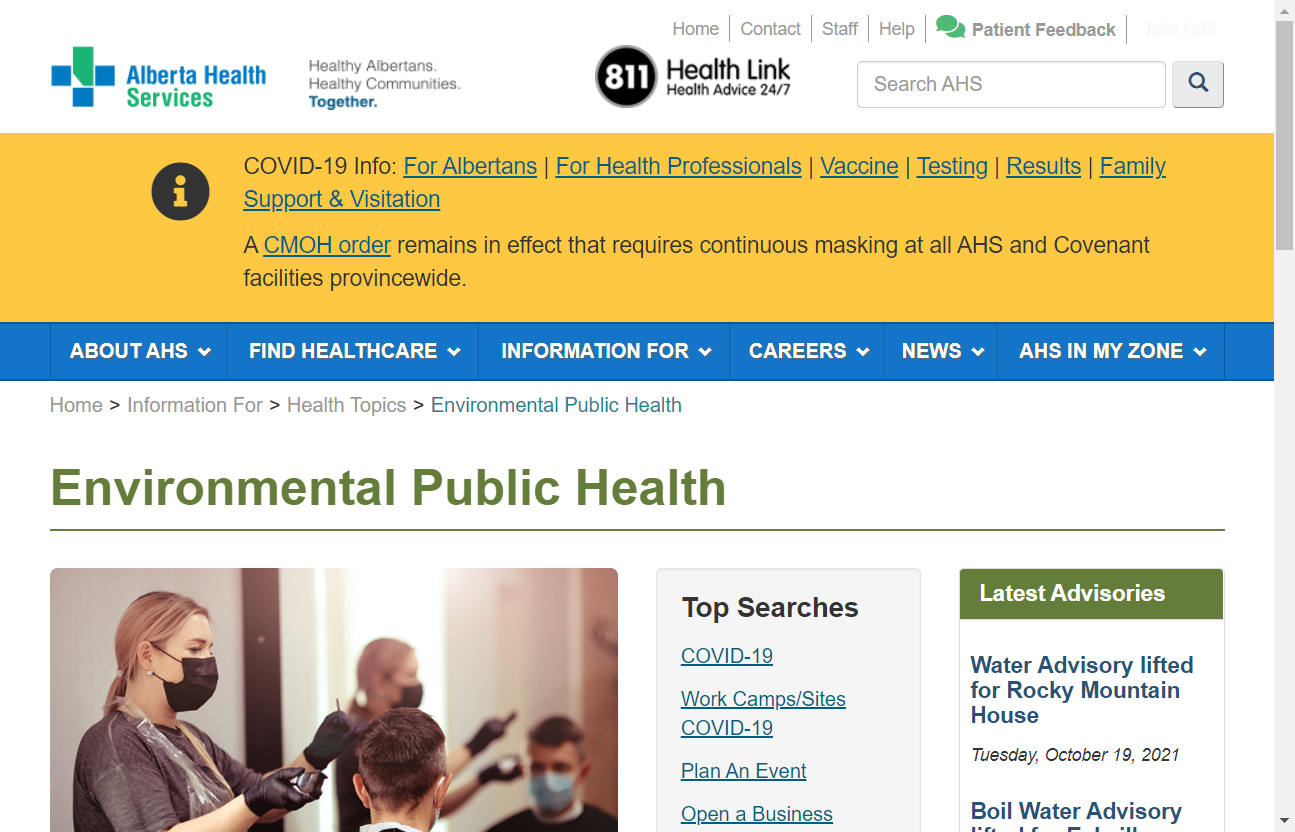 Home
Contact
Staff
Help
Patient Feedback
Iska I'abi
Alberta Health
Services
Healthy Albertans.
Healthy Communities.
Together.
811
Health Link
Health Advice 24/7
Search AHS
COVID-19 Info: For Albertans | For Health Professionals | Vaccine | Testing | Results | Family
Support & Visitation
A CMOH order remains in effect that requires continuous masking at all AHS and Covenant
facilities provincewide.
ABOUT AHS
FIND HEALTHCARE
INFORMATION FOR
CAREERS
NEWS
AHS IN MY ZONE
Home > Information For > Health Topics > Environmental Public Health
Environmental Public Health
Top Searches
COVID-19
Work Camps/Sites
COVID-19
Plan An Event
Open a Business
Latest Advisories
Water Advisory lifted
for Rocky Mountain
House
Tuesday, October 19, 2021
Boil Water Advisory
lifted for